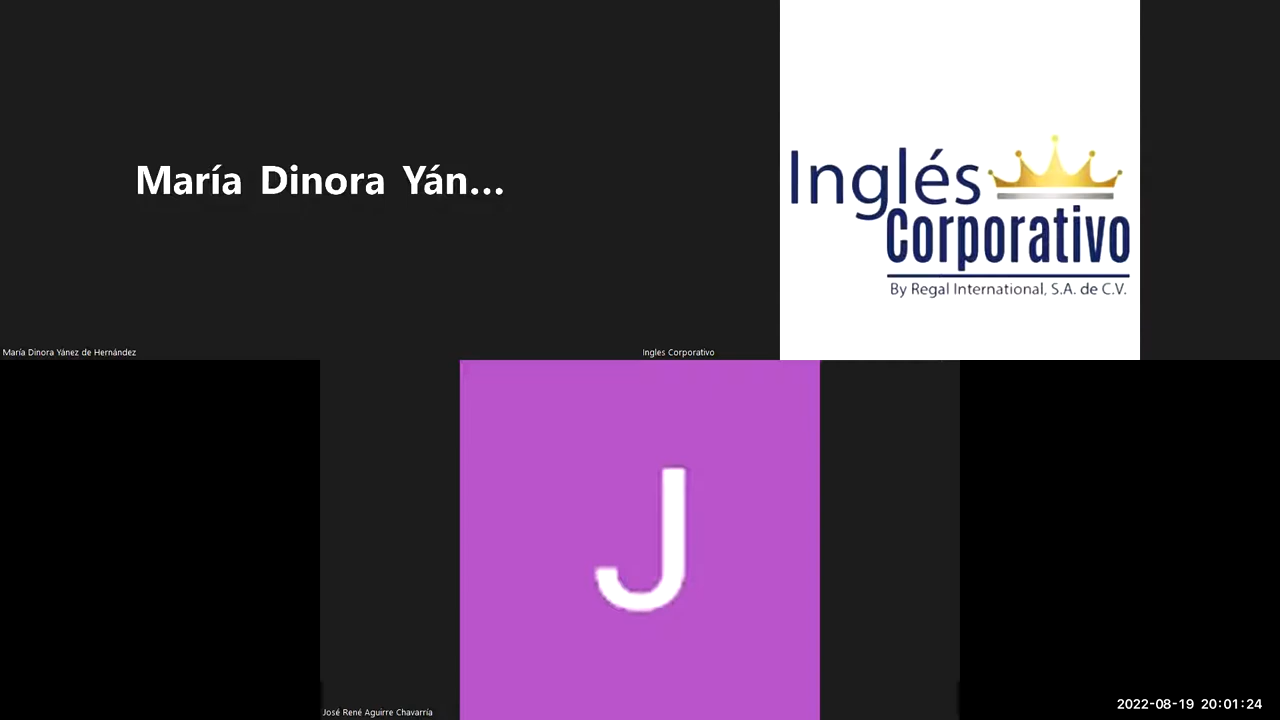 María Dinora Yán...
Inglés
Corporativo
By Regal International, S.A. de C.V.
María Dinora Yánez de Hernández
Ingles Corporativo
J
José René Aguirre Chavarría
2022-08-19 20:01:24